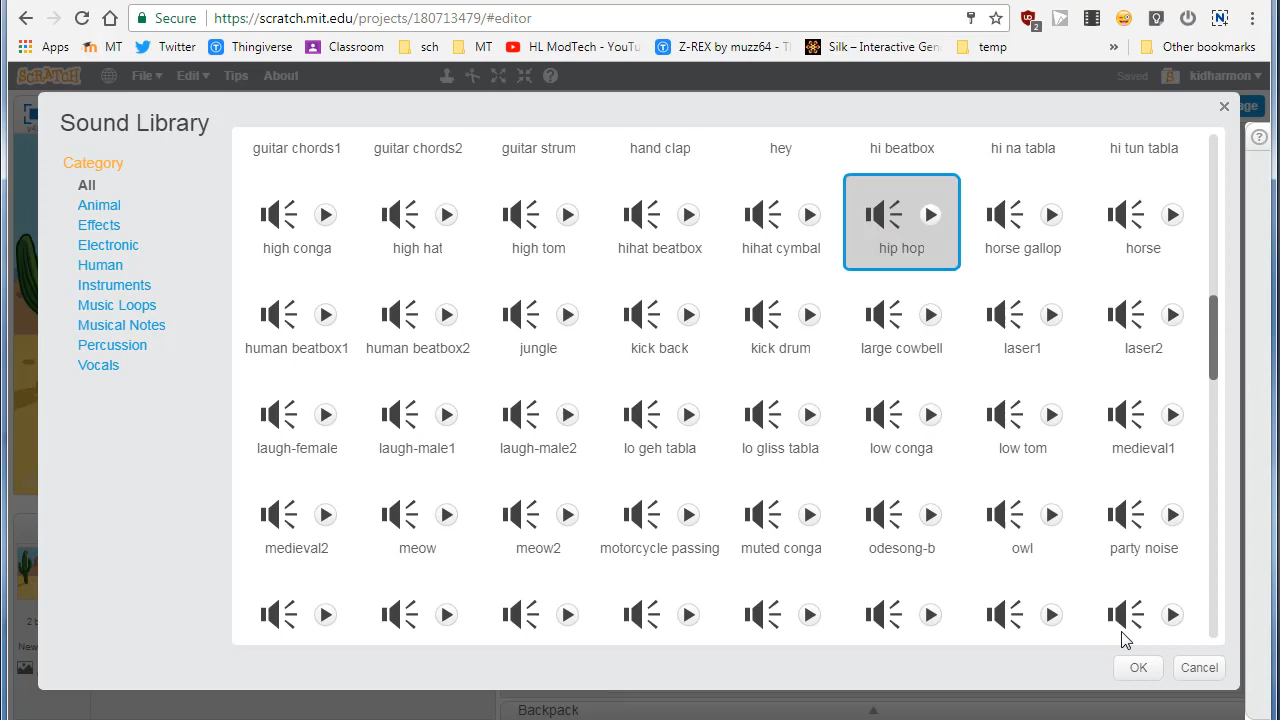 Secure https://scratch.mit.edu/projects/180713479/#editor
2
Apps MT Twitter Thingiverse Classroom sch MT HL ModTech - YouTu Z-REX by muzz64 - T Silk – Interactive Gen temp » Other bookmarks
SCRATCH File Edit Tips About Saved kidharmon
Sound Library
Category
All
Animal
Effects
Electronic
Human
Instruments
Music Loops
Musical Notes
Percussion
Vocals
guitar chords1 guitar chords2 guitar strum hand clap hey hi beatbox hi na tabla hi tun tabla
high conga high hat high tom hihat beatbox hihat cymbal hip hop horse gallop horse
human beatbox1 human beatbox2 jungle kick back kick drum large cowbell laser1 laser2
laugh-female laugh-male1 laugh-male2 lo geh tabla lo gliss tabla low conga low tom medieval1
medieval2 meow meow2 motorcycle passing muted conga odesong-b owl party noise
OK Cancel
New
Backpack